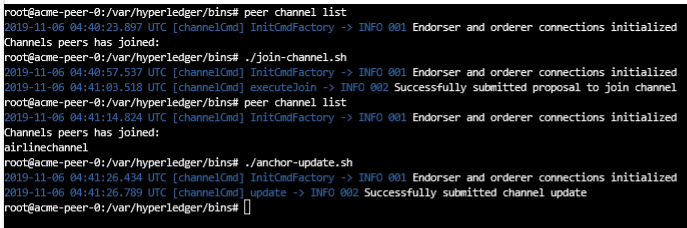 root@acme-peer-0:/var/hyperledger/bins# peer channel list
2019-11-06 04:40:23.897 UTC [channelCmd] InitCmdFactory -> INFO 001 Endorser and orderer connections initialized
Channels peers has joined:
root@acme-peer-0:/var/hyperledger/bins# ./join-channel.sh
2019-11-06 04:40:57.537 UTC [channelCmd] InitCmdFactory -> INFO 001 Endorser and orderer connections initialized
2019-11-06 04:41:03.518 UTC [channelCmd] executeJoin -> INFO 002 Successfully submitted proposal to join channel
root@acme-peer-0:/var/hyperledger/bins# peer channel list
2019-11-06 04:41:14.824 UTC [channelCmd] InitCmdFactory -> INFO 001 Endorser and orderer connections initialized
Channels peers has joined:
airlinechannel
root@acme-peer-0:/var/hyperledger/bins# ./anchor-update.sh
2019-11-06 04:41:26.434 UTC [channelCmd] InitCmdFactory -> INFO 001 Endorser and orderer connections initialized
2019-11-06 04:41:26.789 UTC [channelCmd] update -> INFO 002 Successfully submitted channel update
root@acme-peer-0:/var/hyperledger/bins#